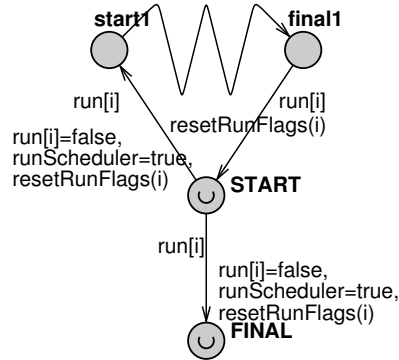 start1
final1
run[i]
run[i]=false,
runScheduler=true,
resetRunFlags(i)
run[i]
resetRunFlags(i)
START
run[i]
run[i]=false,
runScheduler=true,
resetRunFlags(i)
FINAL